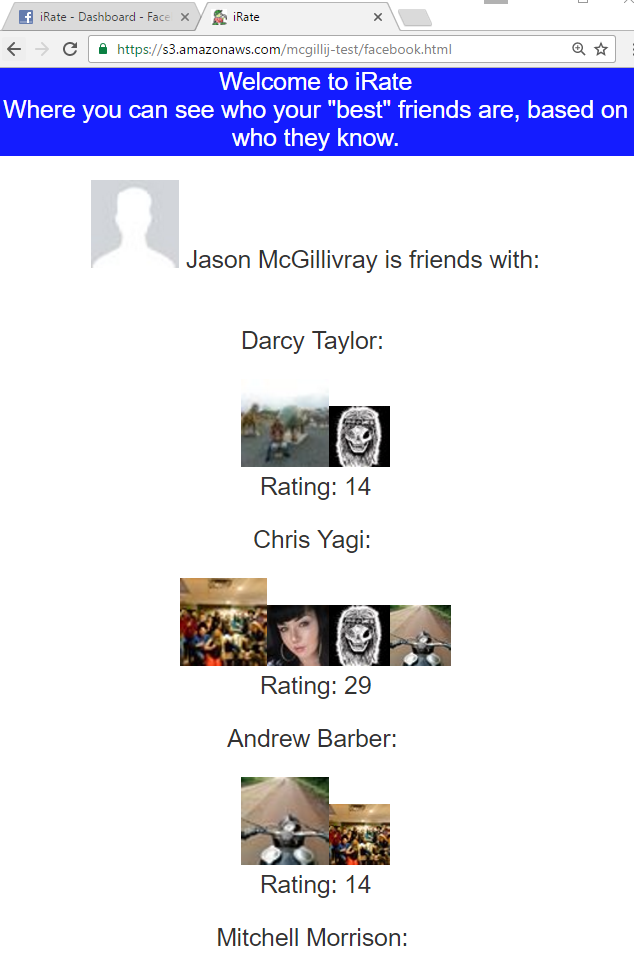 iRate - Dashboard - Face
iRate
https://s3.amazonaws.com/mcgillij-test/facebook.html
Welcome to iRate
Where you can see who your "best" friends are, based on
who they know.
Jason McGillivray is friends with:
Darcy Taylor:
Rating: 14
Chris Yagi:
Rating: 29
Andrew Barber:
Rating: 14
Mitchell Morrison: